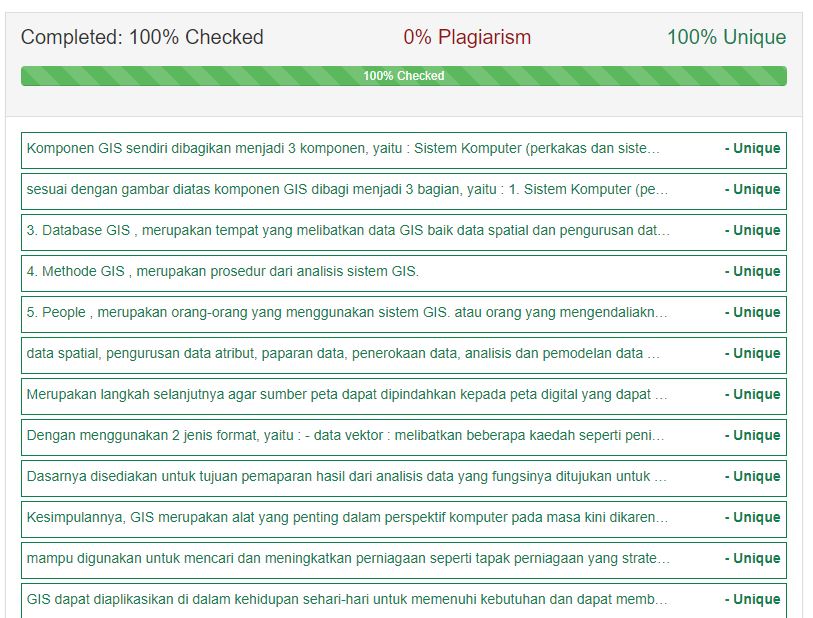 Completed: 100% Checked 0% Plagiarism 100% Unique
100% Checked
Komponen GIS sendiri dibagikan menjadi 3 komponen, yaitu : Sistem Komputer (perkakas dan siste… - Unique
sesuai dengan gambar diatas komponen GIS dibagi menjadi 3 bagian, yaitu : 1. Sistem Komputer (pe… - Unique
3. Database GIS , merupakan tempat yang melibatkan data GIS baik data spatial dan pengurusan dat… - Unique
4. Methode GIS , merupakan prosedur dari analisis sistem GIS. - Unique
5. People , merupakan orang-orang yang menggunakan sistem GIS. atau orang yang mengendaliakn… - Unique
data spatial, pengurusan data atribut, paparan data, penerokaan data, analisis dan pemodelan data … - Unique
Merupakan langkah selanjutnya agar sumber peta dapat dipindahkan kepada peta digital yang dapat … - Unique
Dengan menggunakan 2 jenis format, yaitu : - data vektor : melibatkan beberapa kaedah seperti peni… - Unique
Dasarnya disediakan untuk tujuan pemaparan hasil dari analisis data yang fungsinya ditujukan untuk … - Unique
Kesimpulannya, GIS merupakan alat yang penting dalam perspektif komputer pada masa kini dikaren… - Unique
mampu digunakan untuk mencari dan meningkatkan perniagaan seperti tapak perniagaan yang strate… - Unique
GIS dapat diaplikasikan di dalam kehidupan sehari-hari untuk memenuhi kebutuhan dan dapat memb… - Unique